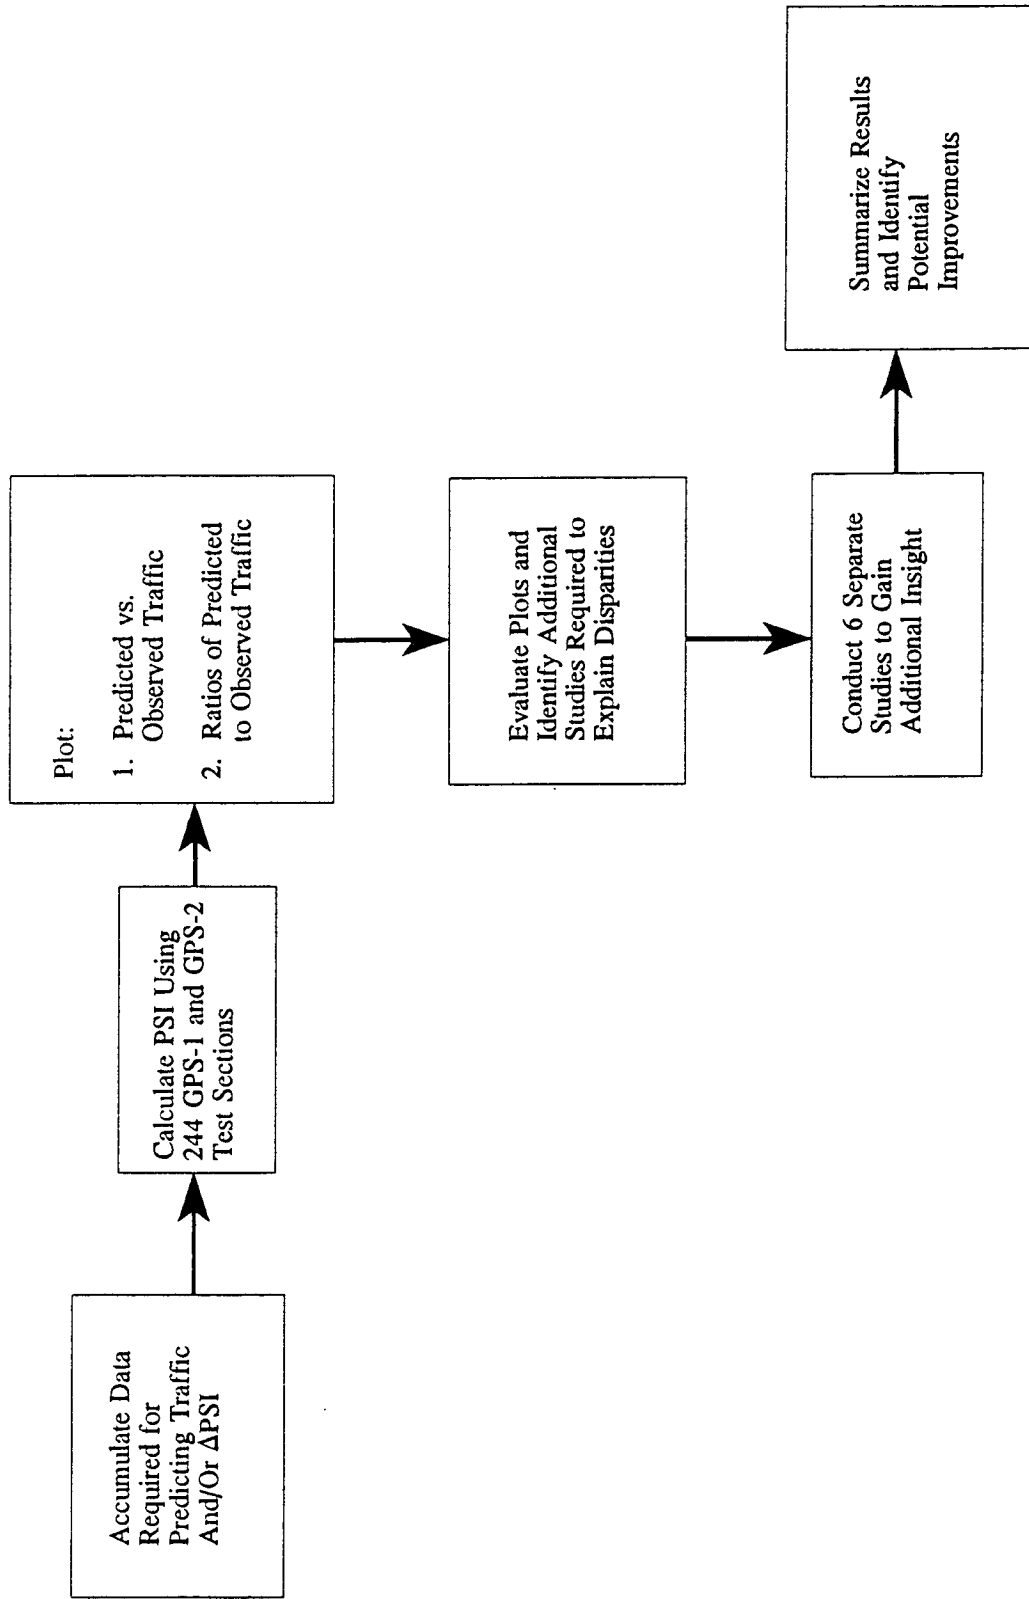 Accumulate Data
Required for
Predicting Traffic
And/Or ΔPSI
Calculate PSI Using
244 GPS-1 and GPS-2
Test Sections
Plot:
1. Predicted vs.
Observed Traffic
2. Ratios of Predicted
to Observed Traffic
Evaluate Plots and
Identify Additional
Studies Required to
Explain Disparities
Conduct 6 Separate
Studies to Gain
Additional Insight
Summarize Results
and Identify
Potential
Improvements